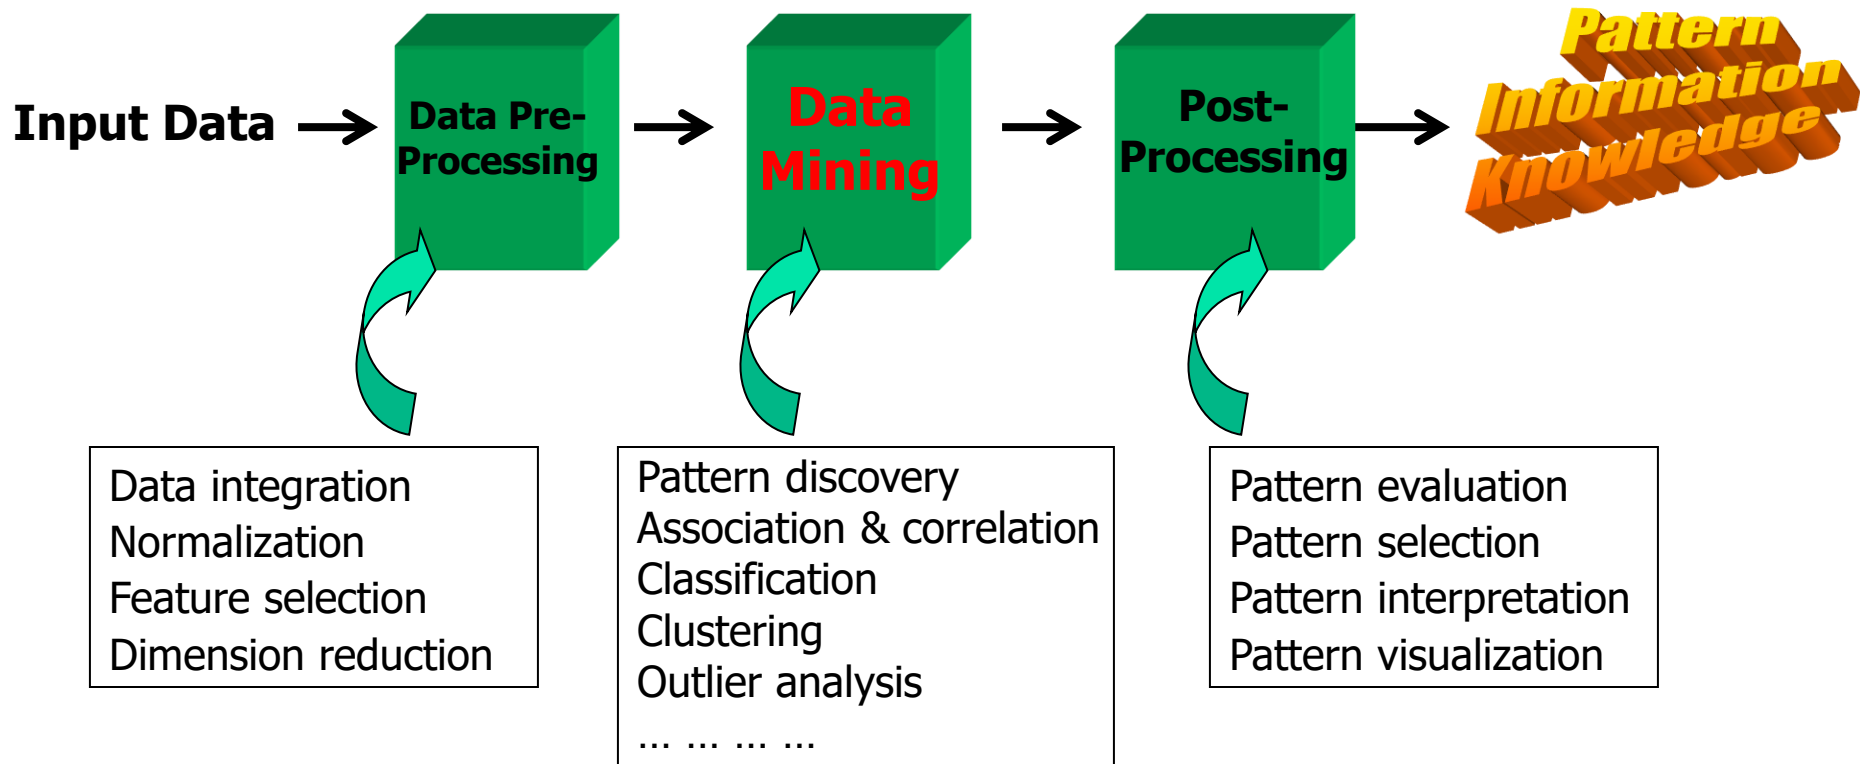 Input Data
Data Pre-
Processing
Data
Mining
Post-
Processing
Pattern
Information
Knowledge
Data integration
Normalization
Feature selection
Dimension reduction
Pattern discovery
Association & correlation
Classification
Clustering
Outlier analysis
… … … …
Pattern evaluation
Pattern selection
Pattern interpretation
Pattern visualization